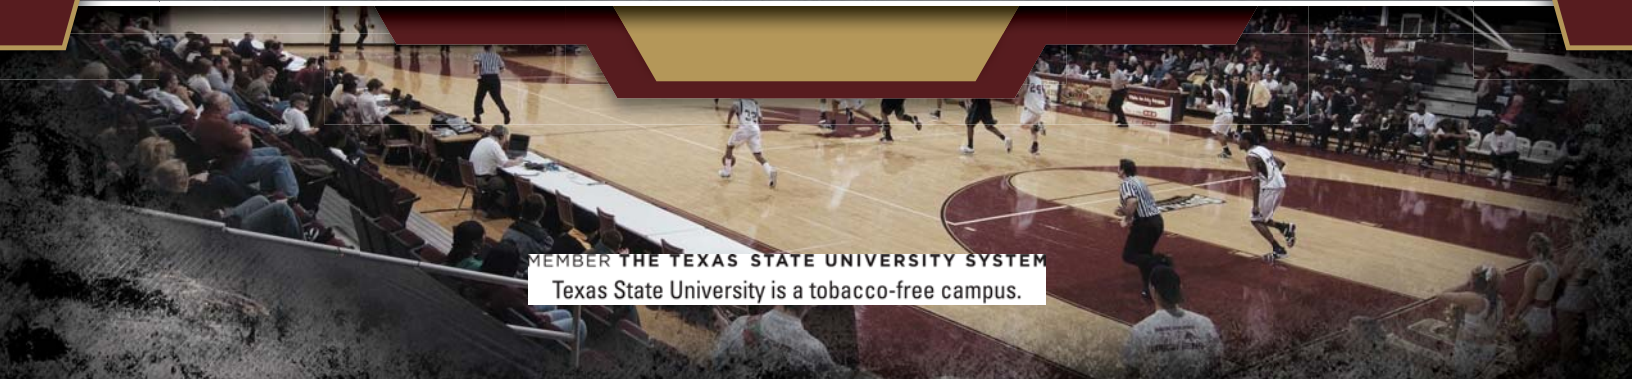 MEMBER THE TEXAS STATE UNIVERSITY SYSTEM
Texas State University is a tobacco-free campus.